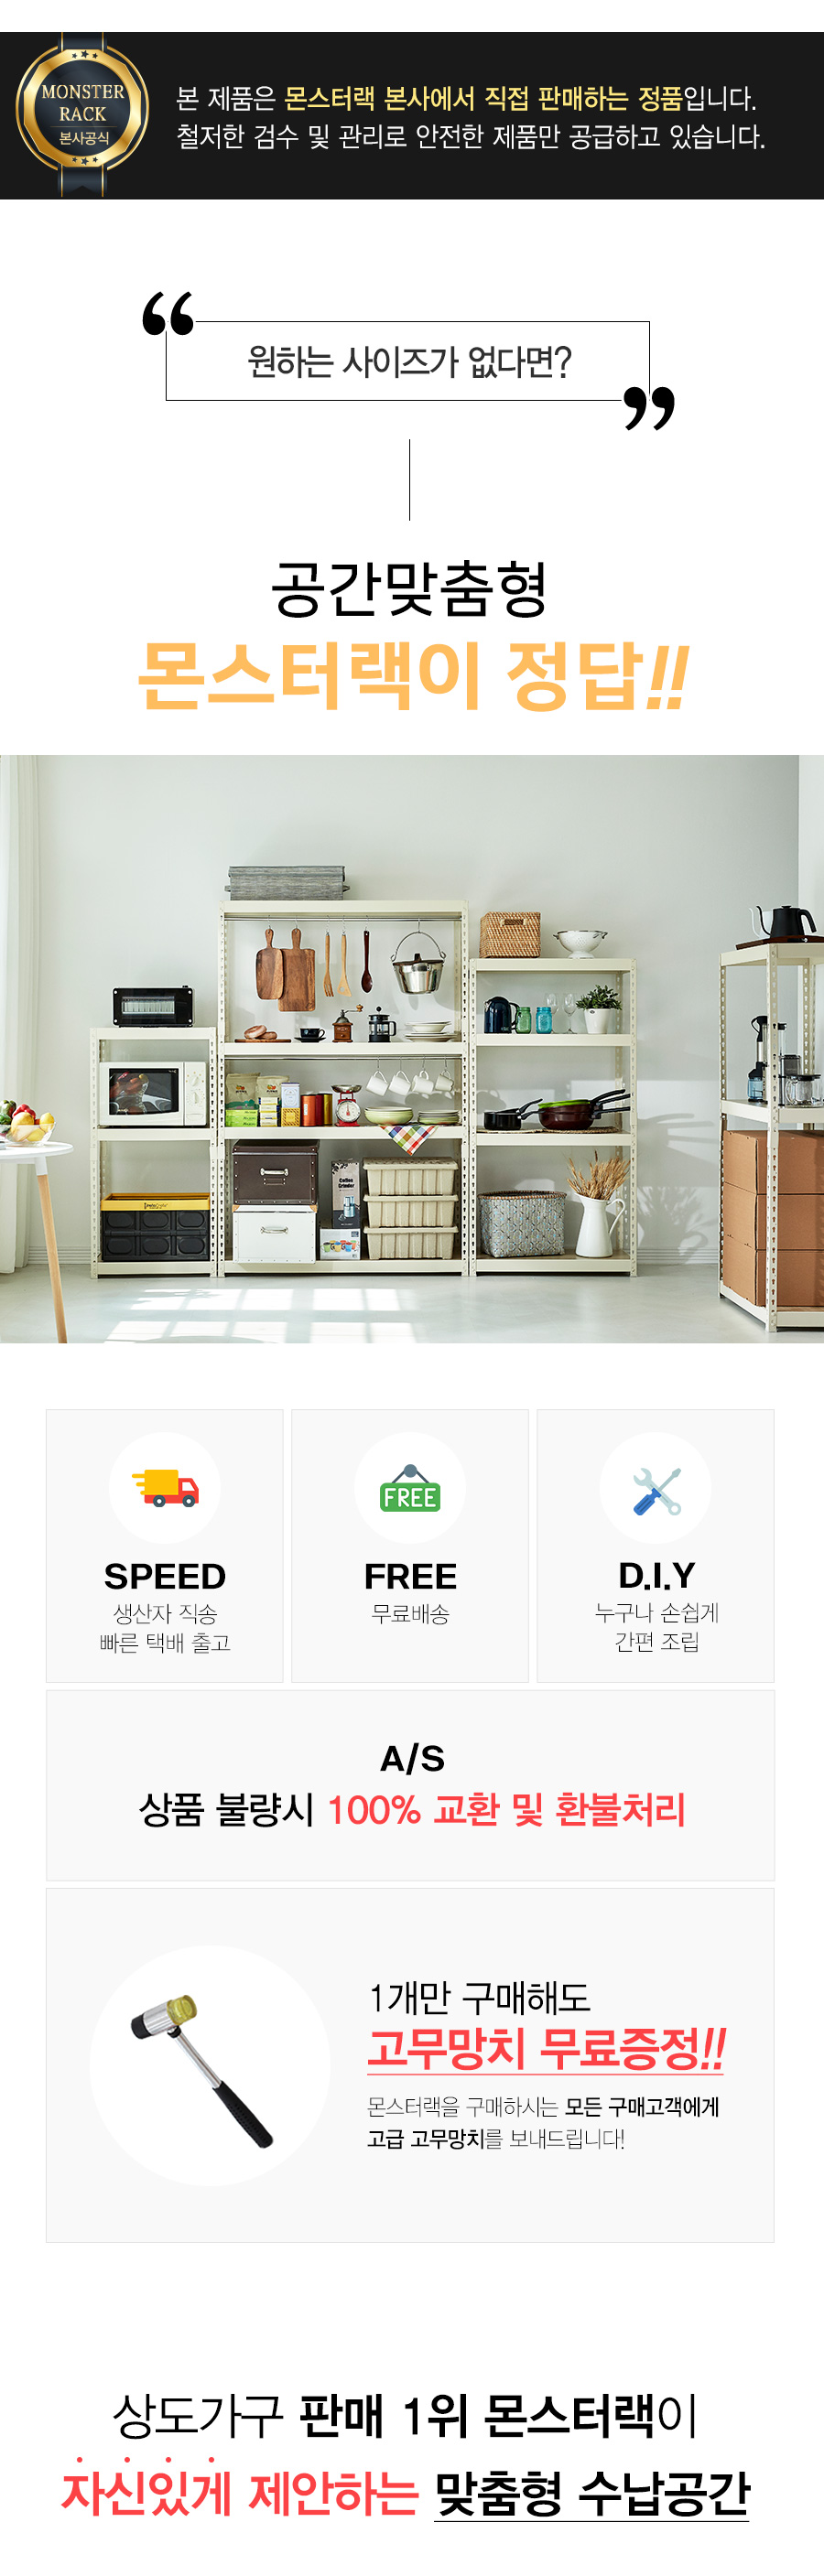 MONSTER
RACK
본사공식
본 제품은 몬스터랙 본사에서 직접 판매하는 정품입니다.
철저한 검수 및 관리로 안전한 제품만 공급하고 있습니다.
“
원하는 사이즈가 없다면?
”
공간맞춤형
몬스터랙이 정답!!
Coffee
Grinder
FREE
SPEED
생산자 직송
빠른 택배 출고
FREE
무료배송
D.I.Y
누구나 손쉽게
간편 조립
A/S
상품 불량시 100% 교환 및 환불처리
1개만 구매해도
고무망치 무료증정!!
몬스터랙을 구매하시는 모든 구매고객에게
고급 고무망치를 보내드립니다!
상도가구 판매 1위 몬스터랙이
자신있게 제안하는 맞춤형 수납공간